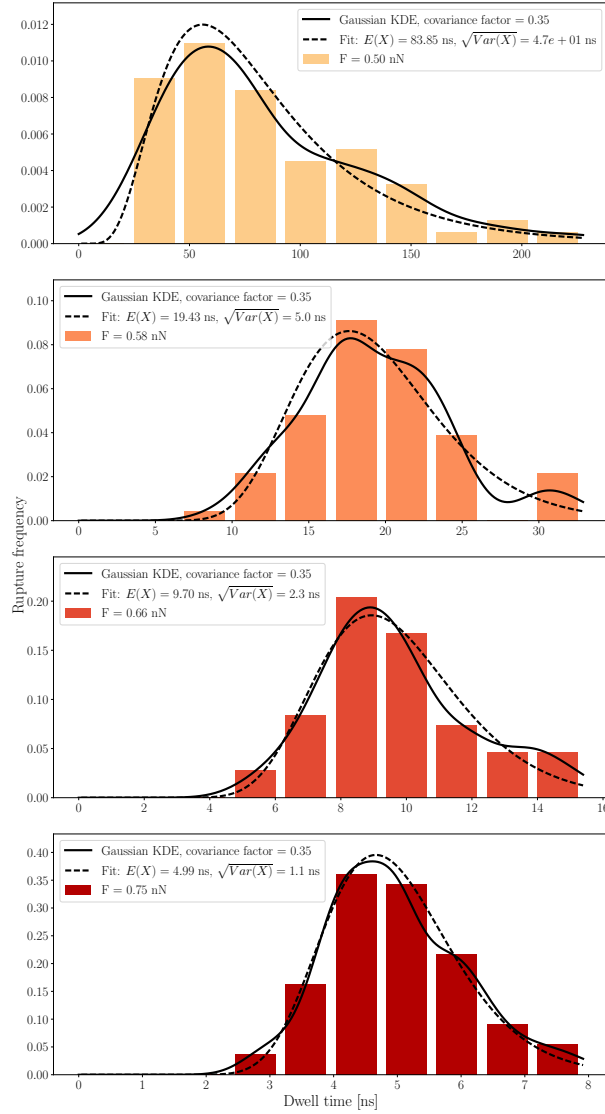 Gaussian KDE, covariance factor = 0.35
Fit: E(X) = 83.85 ns, √Var(X) = 4.7e + 01 ns
F = 0.50 nN
0.012
0.010
0.008
0.006
0.004
0.002
0.000
0 50 100 150 200
Gaussian KDE, covariance factor = 0.35
Fit: E(X) = 19.43 ns, √Var(X) = 5.0 ns
F = 0.58 nN
0.10
0.08
0.06
0.04
0.02
0.00
0 5 10 15 20 25 30
Rupture frequency
Gaussian KDE, covariance factor = 0.35
Fit: E(X) = 9.70 ns, √Var(X) = 2.3 ns
F = 0.66 nN
0.20
0.15
0.10
0.05
0.00
0 2 4 6 8 10 12 14 16
Gaussian KDE, covariance factor = 0.35
Fit: E(X) = 4.99 ns, √Var(X) = 1.1 ns
F = 0.75 nN
0.40
0.35
0.30
0.25
0.20
0.15
0.10
0.05
0.00
0 1 2 3 4 5 6 7 8
Dwell time [ns]